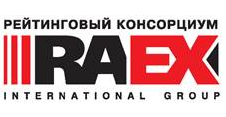 РЕЙТИНГОВЫЙ КОНСОРЦИУМ
RAEX
INTERNATIONAL GROUP